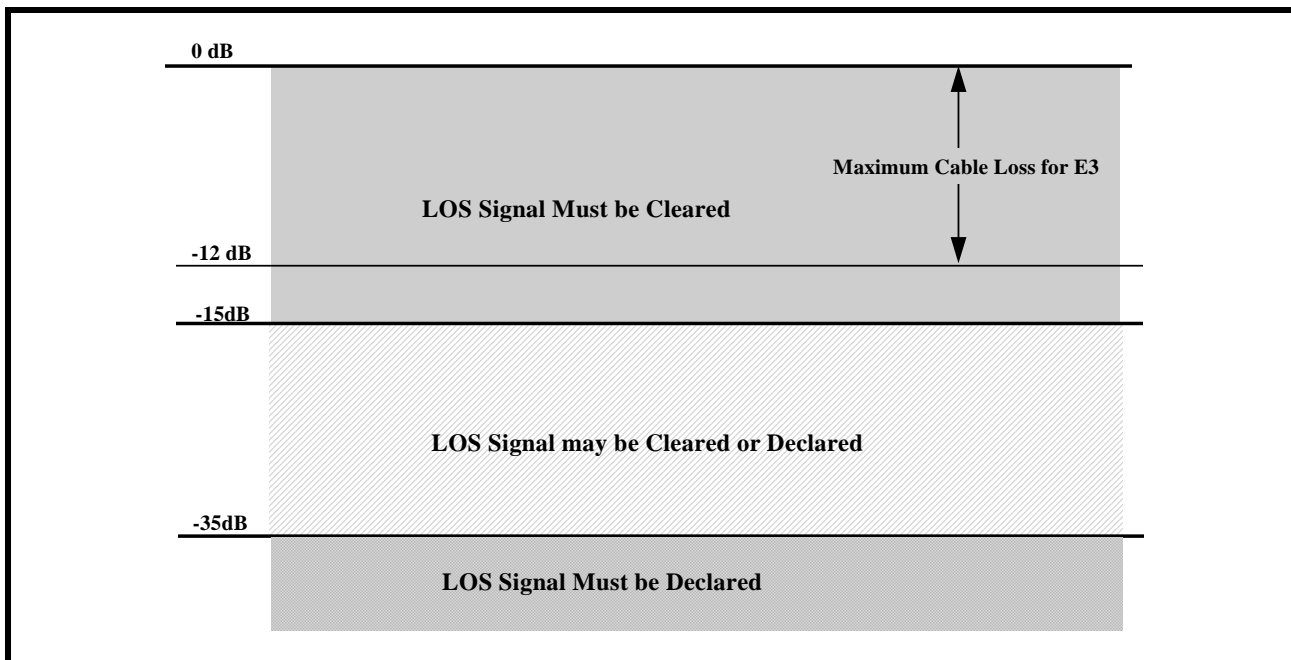 0 dB
Maximum Cable Loss for E3
LOS Signal Must be Cleared
-12 dB
-15dB
LOS Signal may be Cleared or Declared
-35dB
LOS Signal Must be Declared